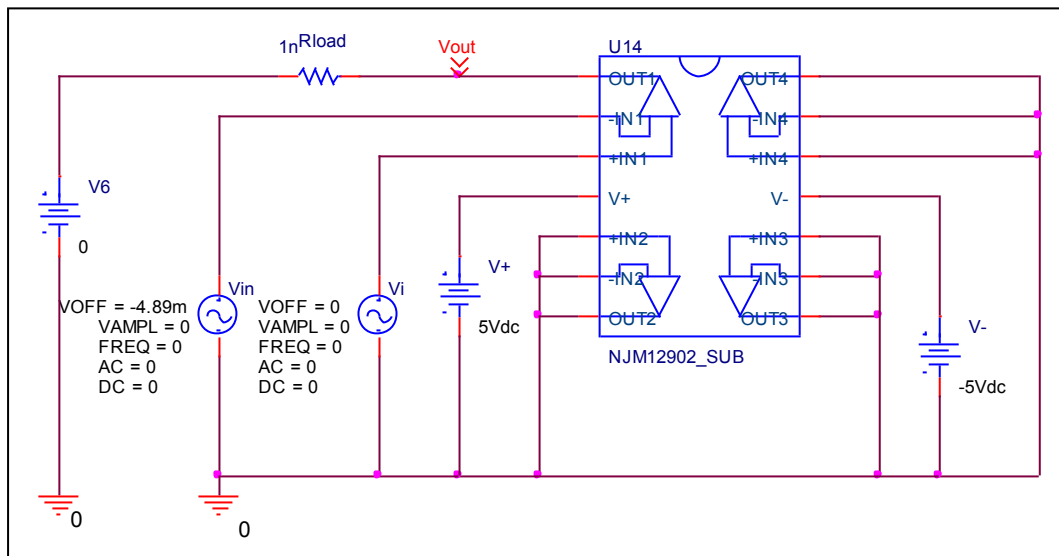 U14
1n
Rload
Vout
OUT1
OUT4
-IN1
-IN4
+IN1
+IN4
V6
V+
V-
0
+IN2
+IN3
V+
-IN2
-IN3
Vin
Vi
VOFF = -4.89m
VAMPL = 0
FREQ = 0
AC = 0
DC = 0
VOFF = 0
VAMPL = 0
FREQ = 0
AC = 0
DC = 0
5Vdc
OUT2
OUT3
V-
NJM12902_SUB
-5Vdc
0
0